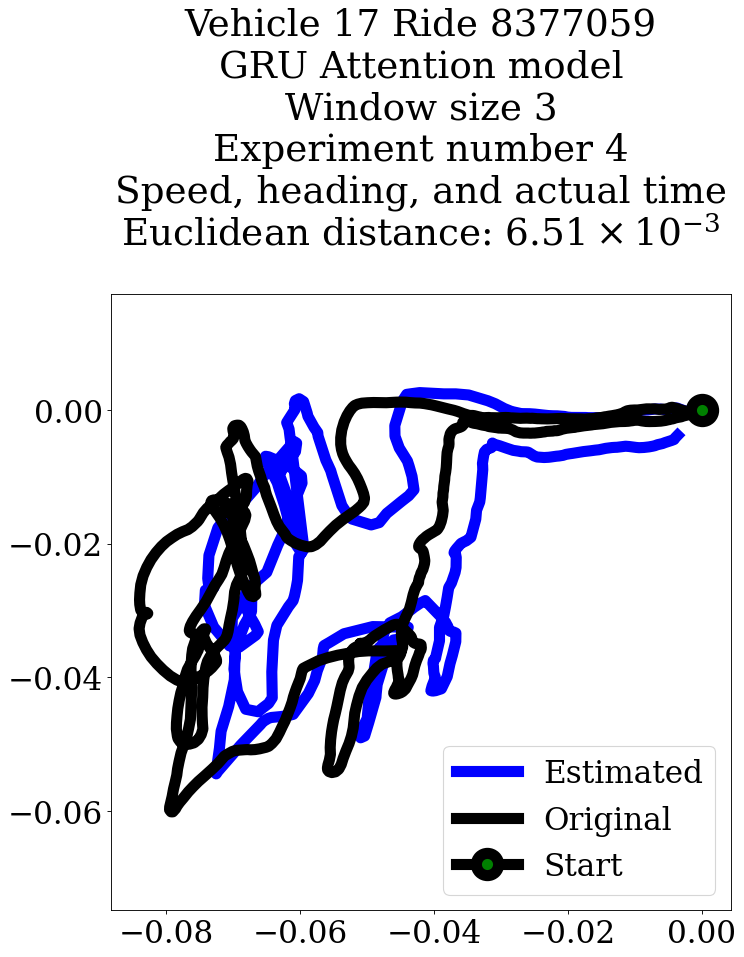 Vehicle 17 Ride 8377059
GRU Attention model
Window size 3
Experiment number 4
Speed, heading, and actual time
Euclidean distance: 6.51 × 10⁻³
0.00
−0.02
−0.04
−0.06
Estimated
Original
Start
−0.08 −0.06 −0.04 −0.02 0.00